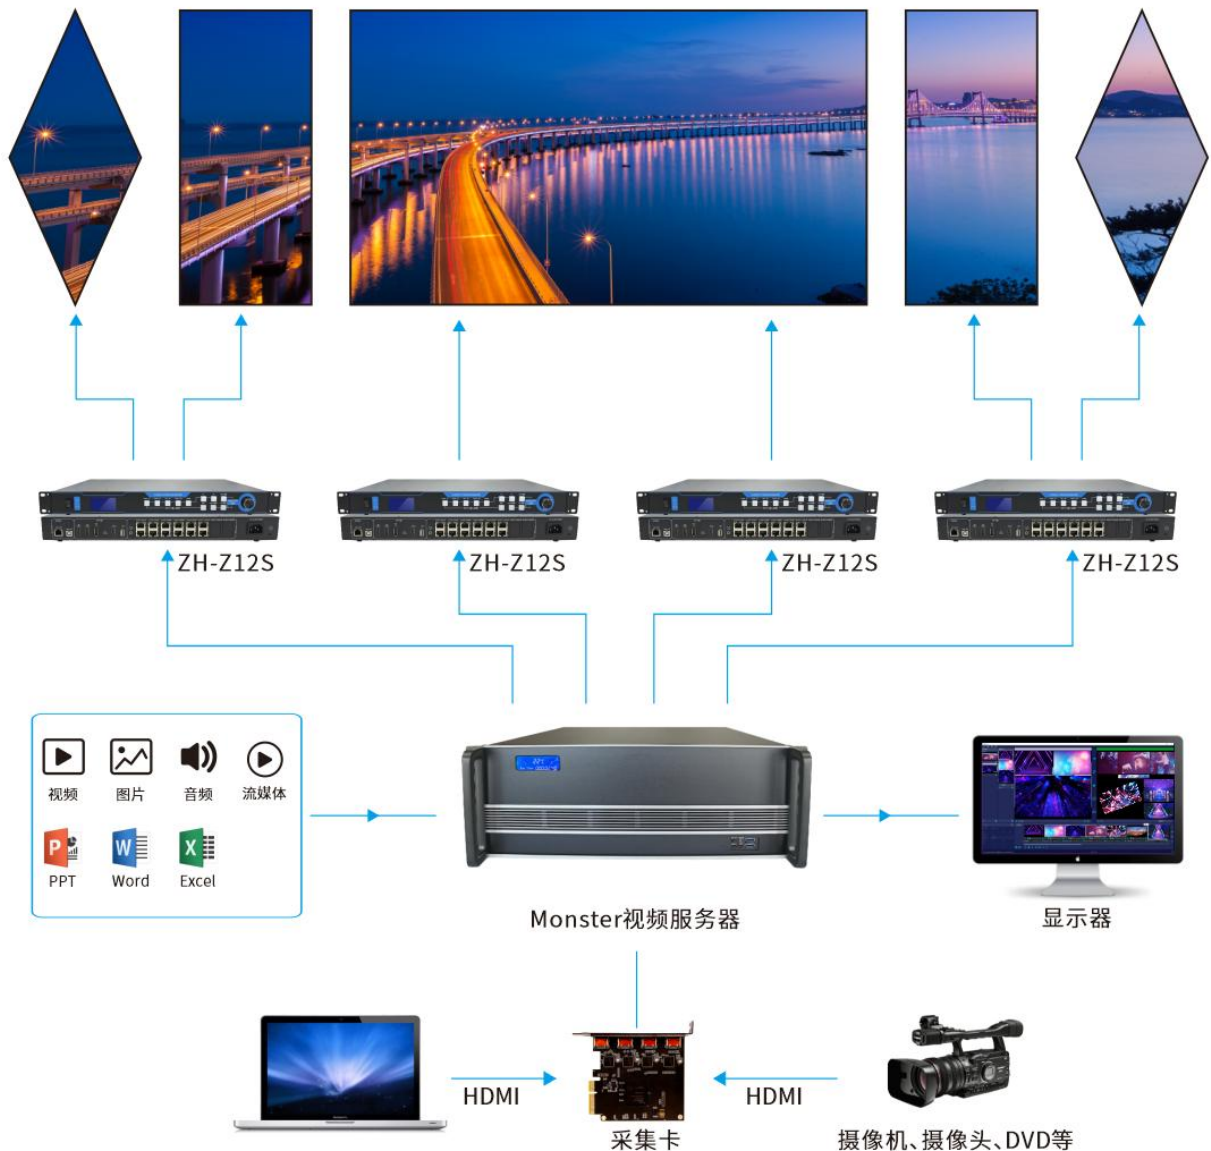 ZH-Z12S
ZH-Z12S
ZH-Z12S
ZH-Z12S
视频
图片
音频
流媒体
P
W
X
PPT
Word
Excel
Monster视频服务器
显示器
HDMI
HDMI
采集卡
摄像机、摄像头、DVD等